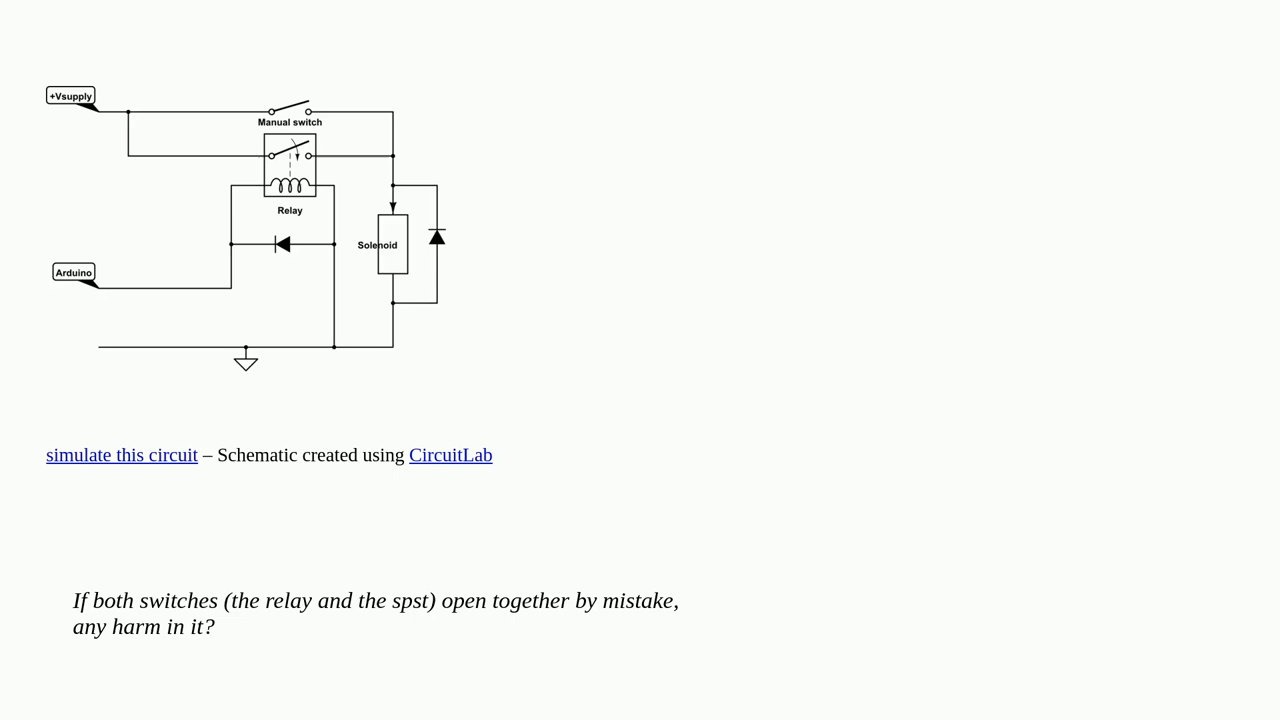 +Vsupply
Manual switch
Relay
Solenoid
Arduino
simulate this circuit – Schematic created using CircuitLab
If both switches (the relay and the spst) open together by mistake,
any harm in it?